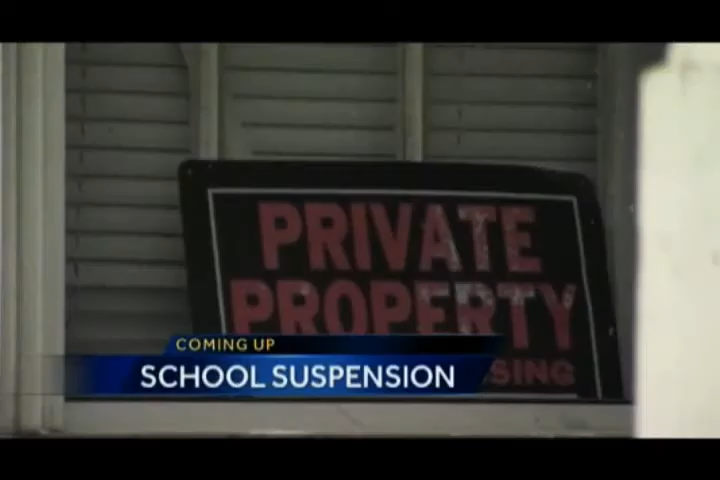 PRIVATE
PROPERTY
SING
COMING UP
SCHOOL SUSPENSION